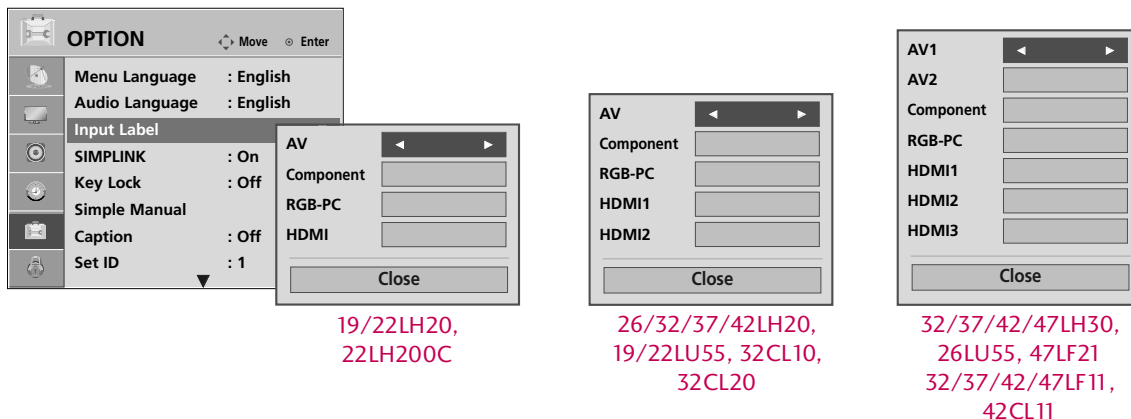 OPTION
Move
Enter
Menu Language : English
Audio Language : English
Input Label
SIMPLINK : On
Key Lock : Off
Simple Manual
Caption : Off
Set ID : 1
AV
Component
RGB-PC
HDMI
Close
19/22LH20,
22LH200C
AV
Component
RGB-PC
HDMI1
HDMI2
Close
26/32/37/42LH20,
19/22LU55, 32CL10,
32CL20
AV1
AV2
Component
RGB-PC
HDMI1
HDMI2
HDMI3
Close
32/37/42/47LH30,
26LU55, 47LF21
32/37/42/47LF11,
42CL11